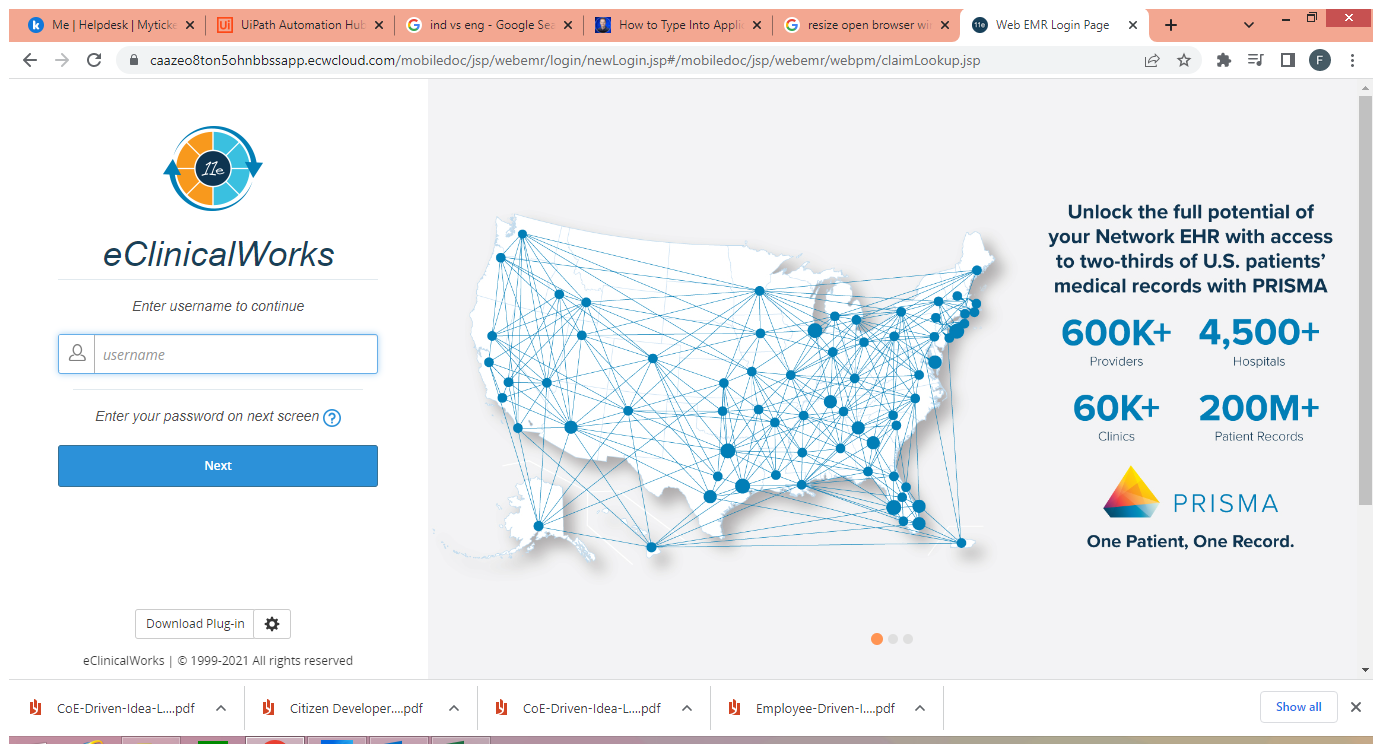 Me | Helpdesk | Myticke
UiPath Automation Hub
ind vs eng - Google Sea
How to Type Into Applic
resize open browser win
11e
Web EMR Login Page
caazeo8ton5ohnbbssapp.ecwcloud.com/mobiledoc/jsp/webemr/login/newLogin.jsp#/mobiledoc/jsp/webemr/webpm/claimLookup.jsp
F
11e
eClinicalWorks
Enter username to continue
username
Enter your password on next screen ?
Next
Download Plug-in
eClinicalWorks | © 1999-2021 All rights reserved
Unlock the full potential of
your Network EHR with access
to two-thirds of U.S. patients’
medical records with PRISMA
600K+ 4,500+
Providers Hospitals
60K+ 200M+
Clinics Patient Records
PRISMA
One Patient, One Record.
CoE-Driven-Idea-L....pdf
Citizen Developer....pdf
CoE-Driven-Idea-L....pdf
Employee-Driven-I....pdf
Show all